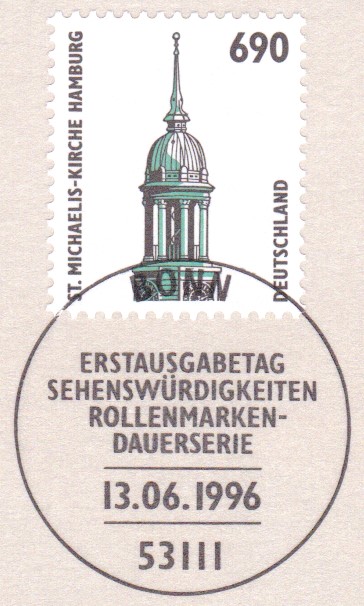 ST. MICHAELIS-KIRCHE HAMBURG
690
DEUTSCHLAND
BONN
ERSTAUSGABETAG
SEHENSWÜRDIGKEITEN
ROLLENMARKEN-
DAUERSERIE
13.06.1996
53111